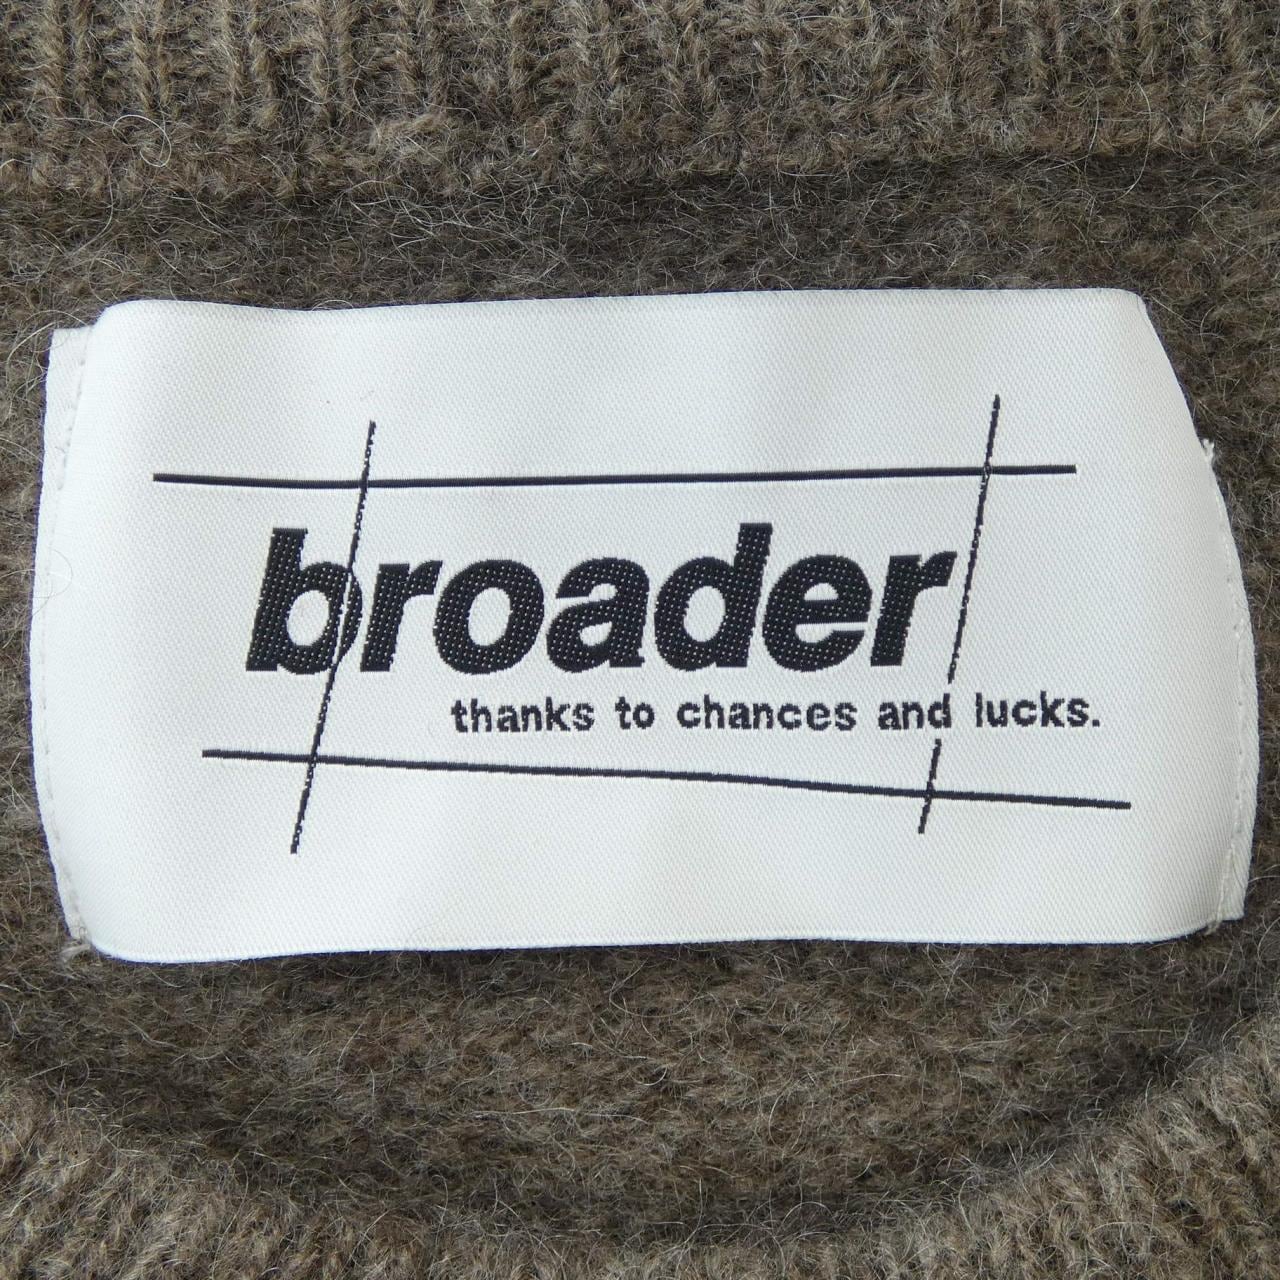 broader
thanks to chances and lucks.